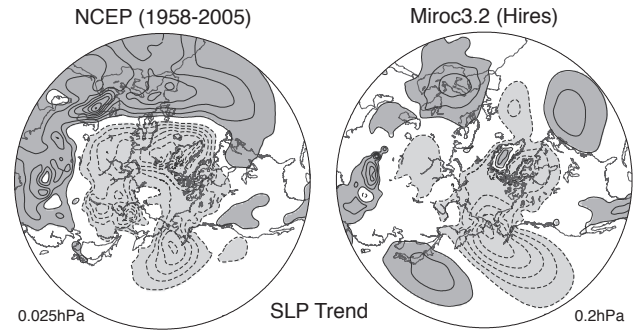 NCEP (1958-2005)
Miroc3.2 (Hires)
0.025hPa
SLP Trend
0.2hPa